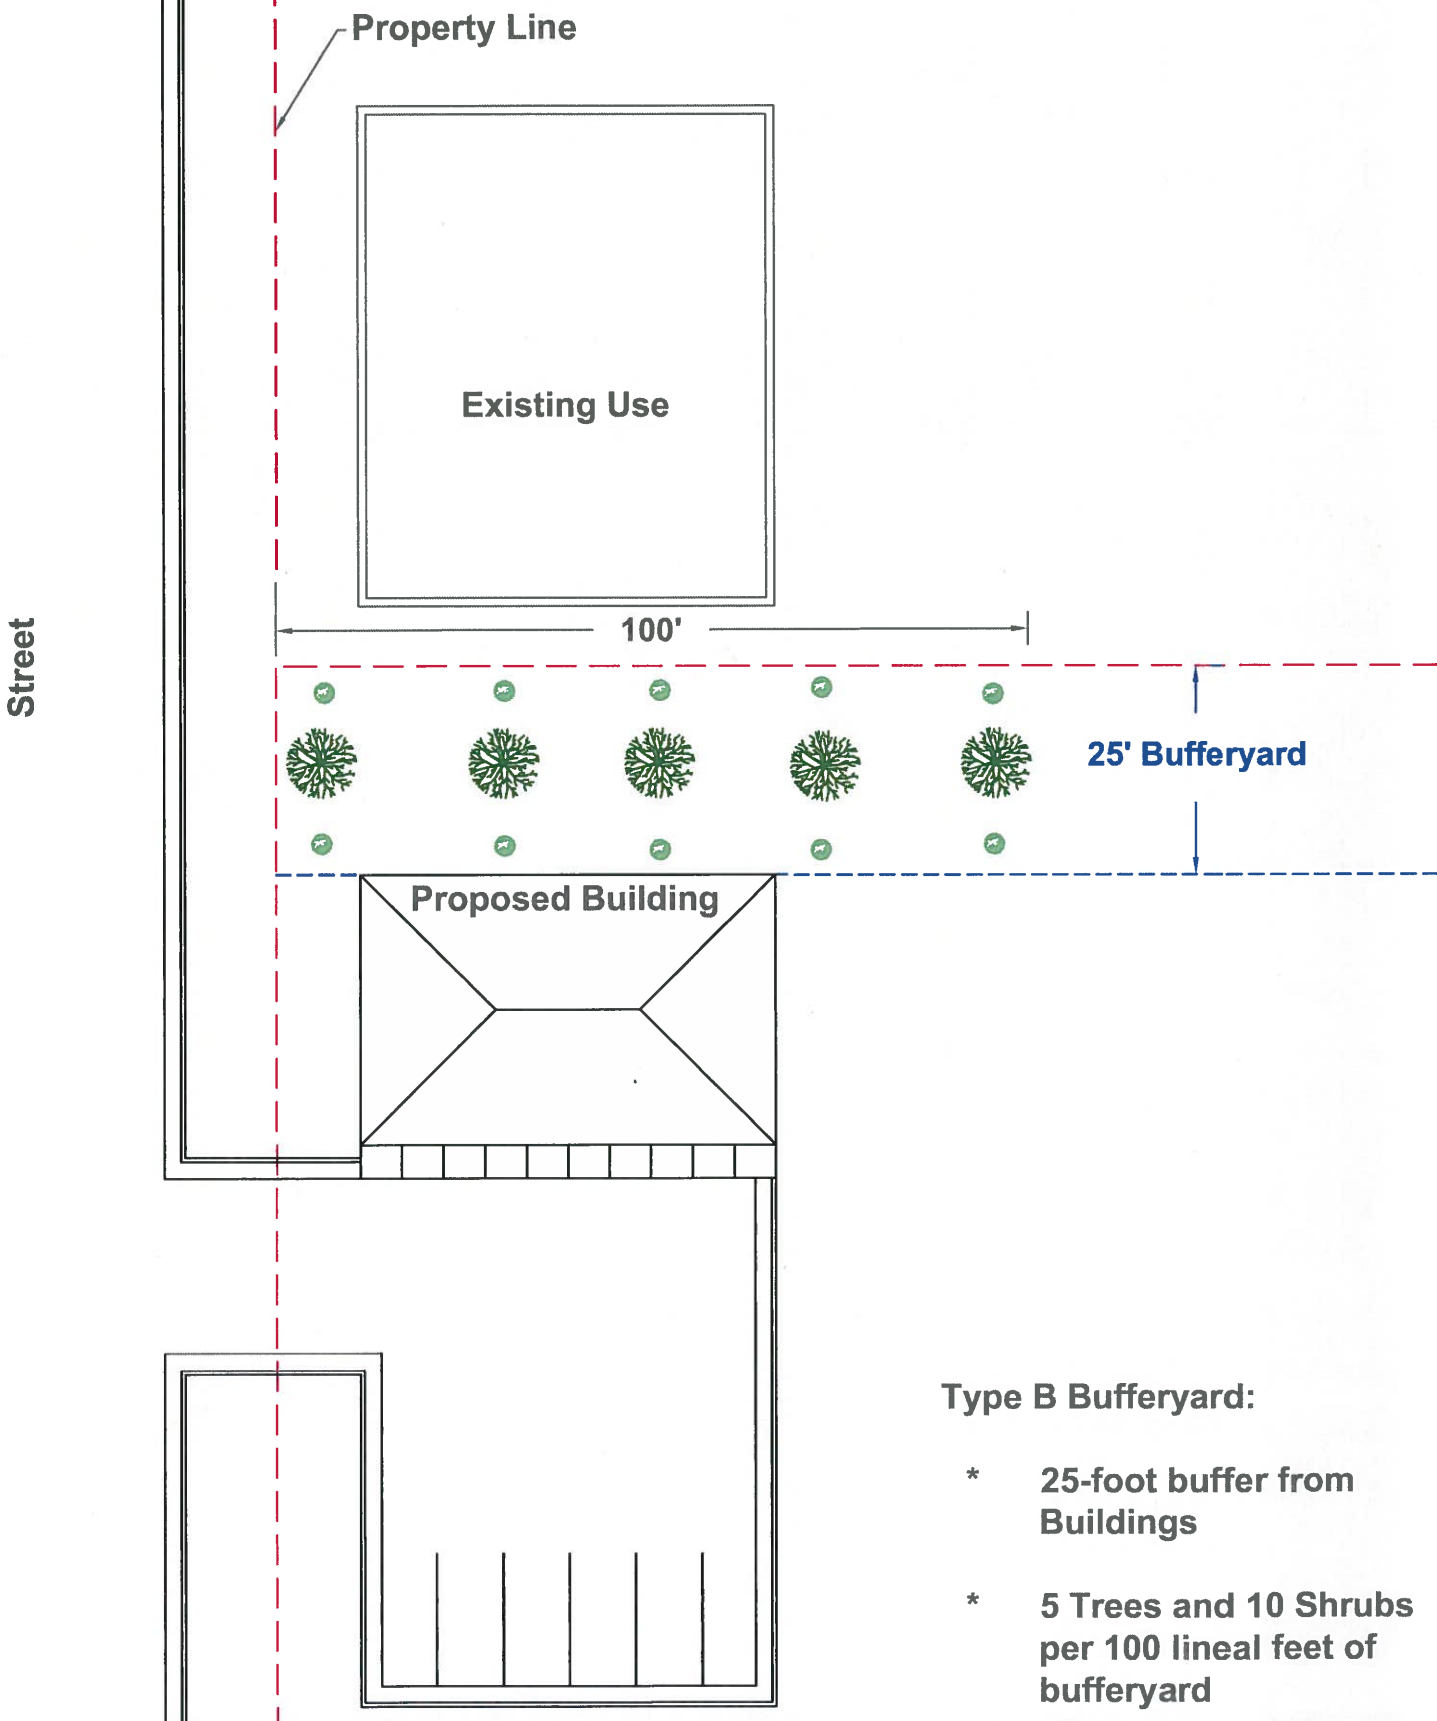 Property Line
Existing Use
100'
Street
25' Bufferyard
Proposed Building
Type B Bufferyard:
* 25-foot buffer from
Buildings
* 5 Trees and 10 Shrubs
per 100 lineal feet of
bufferyard